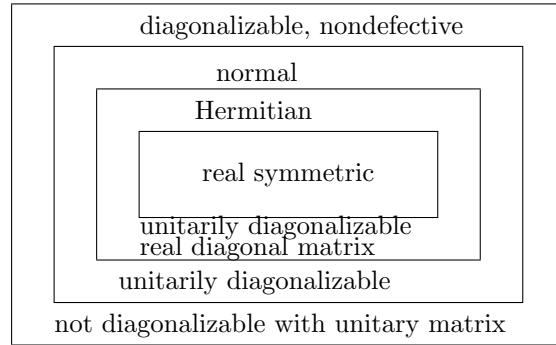 diagonalizable, nondefective
normal
Hermitian
real symmetric
unitarily diagonalizable
real diagonal matrix
unitarily diagonalizable
not diagonalizable with unitary matrix